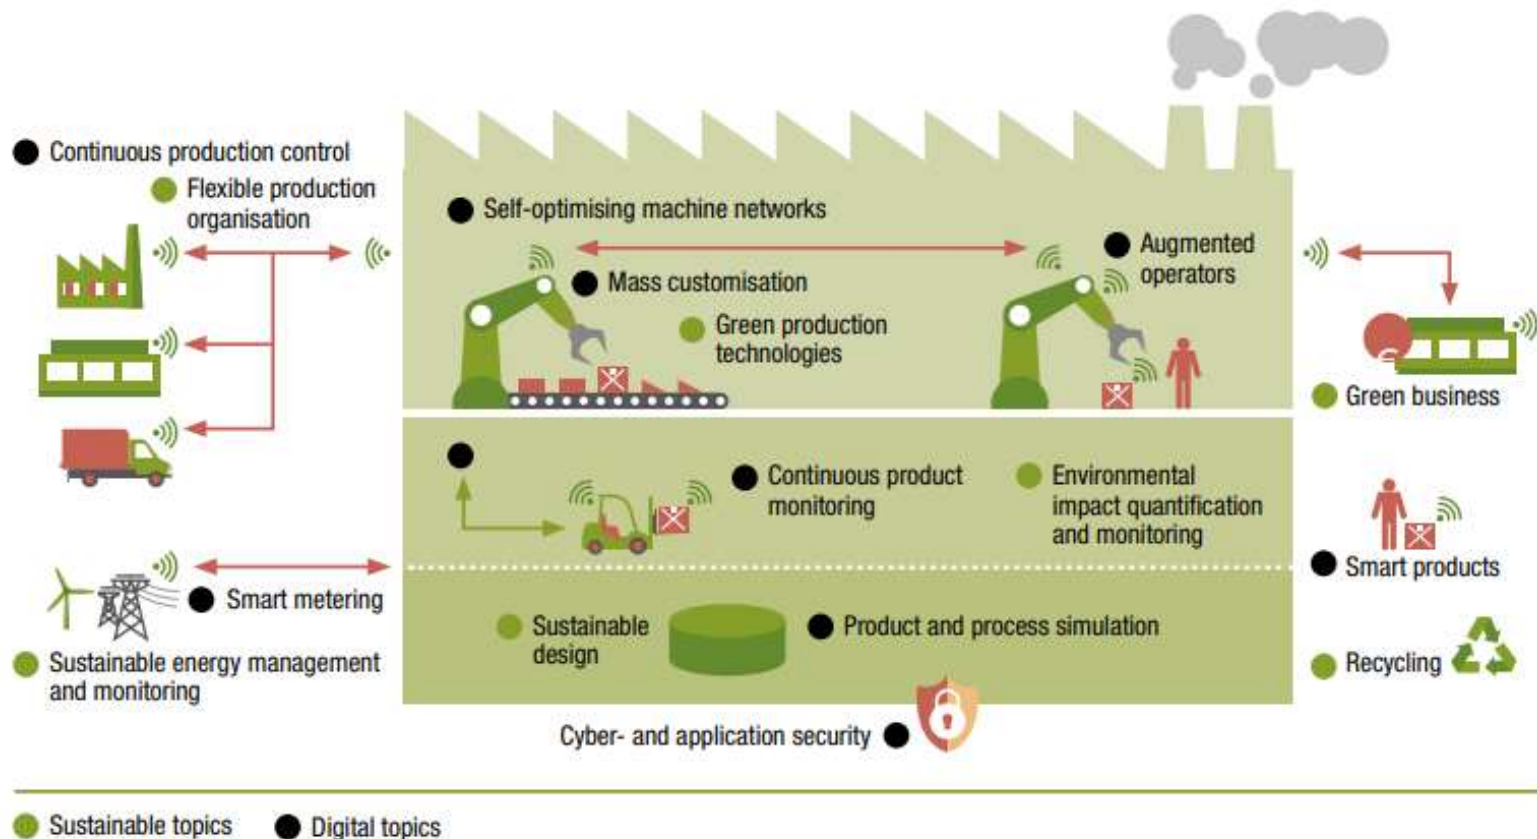 Continuous production control
Flexible production
organisation
Self-optimising machine networks
Augmented
operators
Mass customisation
Green production
technologies
Green business
Continuous product
monitoring
Environmental
impact quantification
and monitoring
Smart metering
Smart products
Sustainable
design
Product and process simulation
Sustainable energy management
and monitoring
Recycling
Cyber- and application security
Sustainable topics
Digital topics